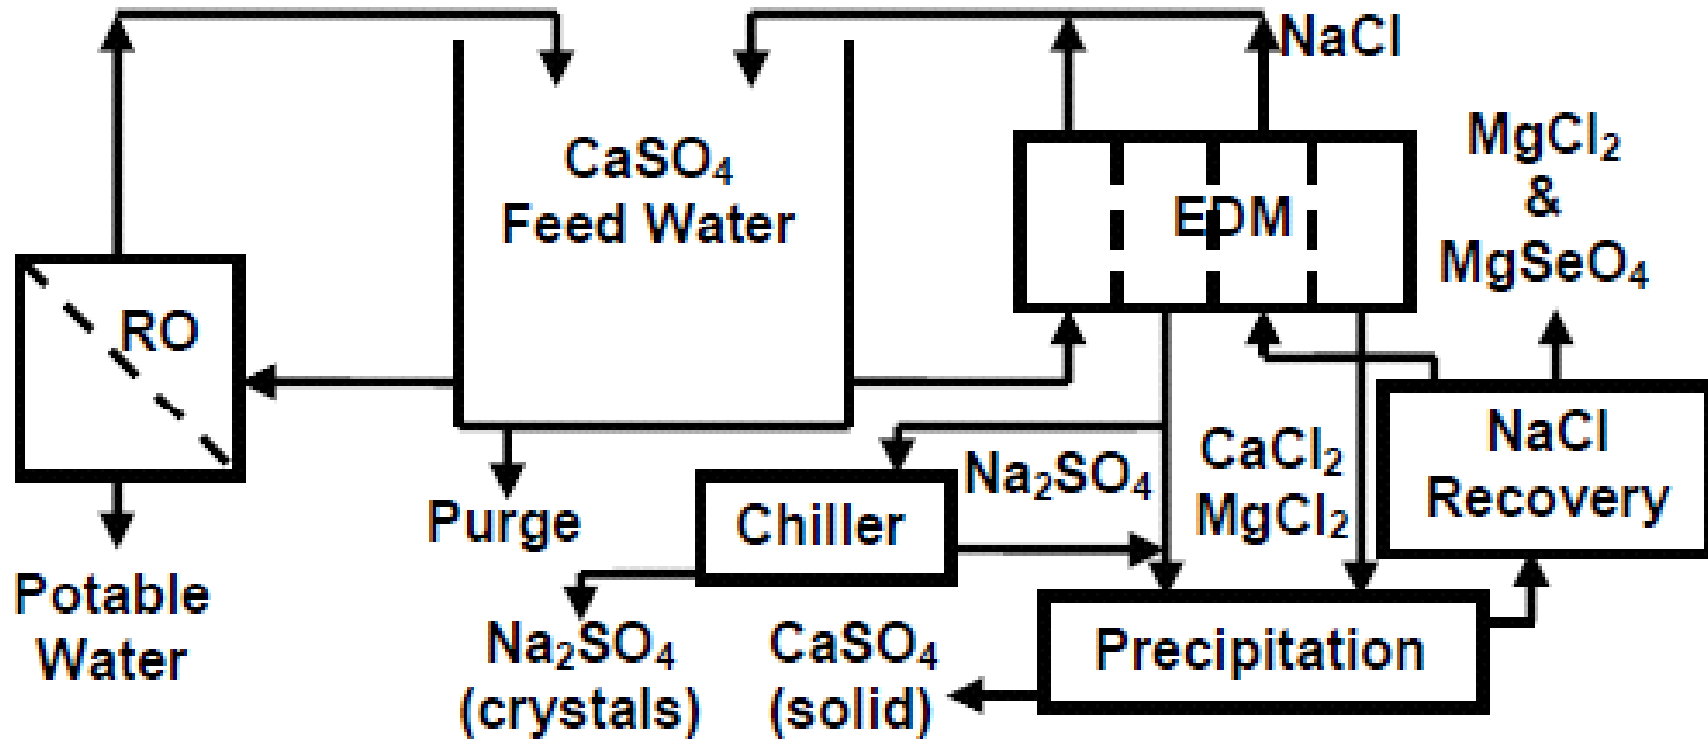 NaCl
CaSO₄
Feed Water
EDM
MgCl₂
&
MgSeO₄
RO
NaCl
Recovery
CaCl₂
MgCl₂
Na₂SO₄
Purge
Chiller
Potable
Water
Na₂SO₄
(crystals)
CaSO₄
(solid)
Precipitation